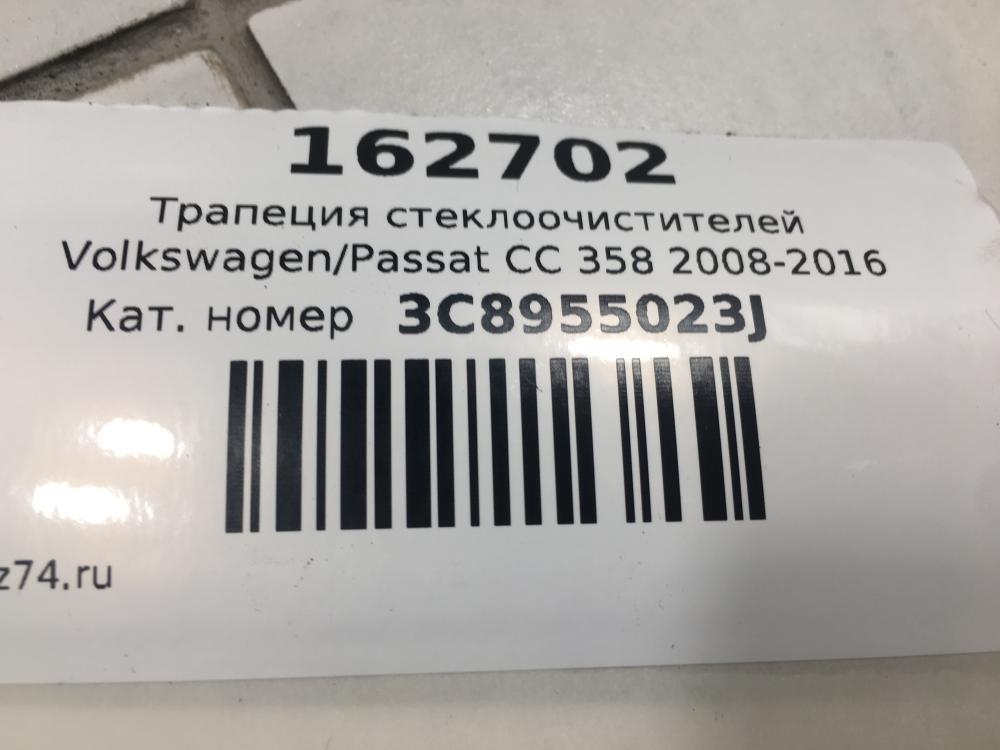 162702
Трапеция стеклоочистителей
Volkswagen/Passat CC 358 2008-2016
Кат. номер 3C8955023J
z74.ru